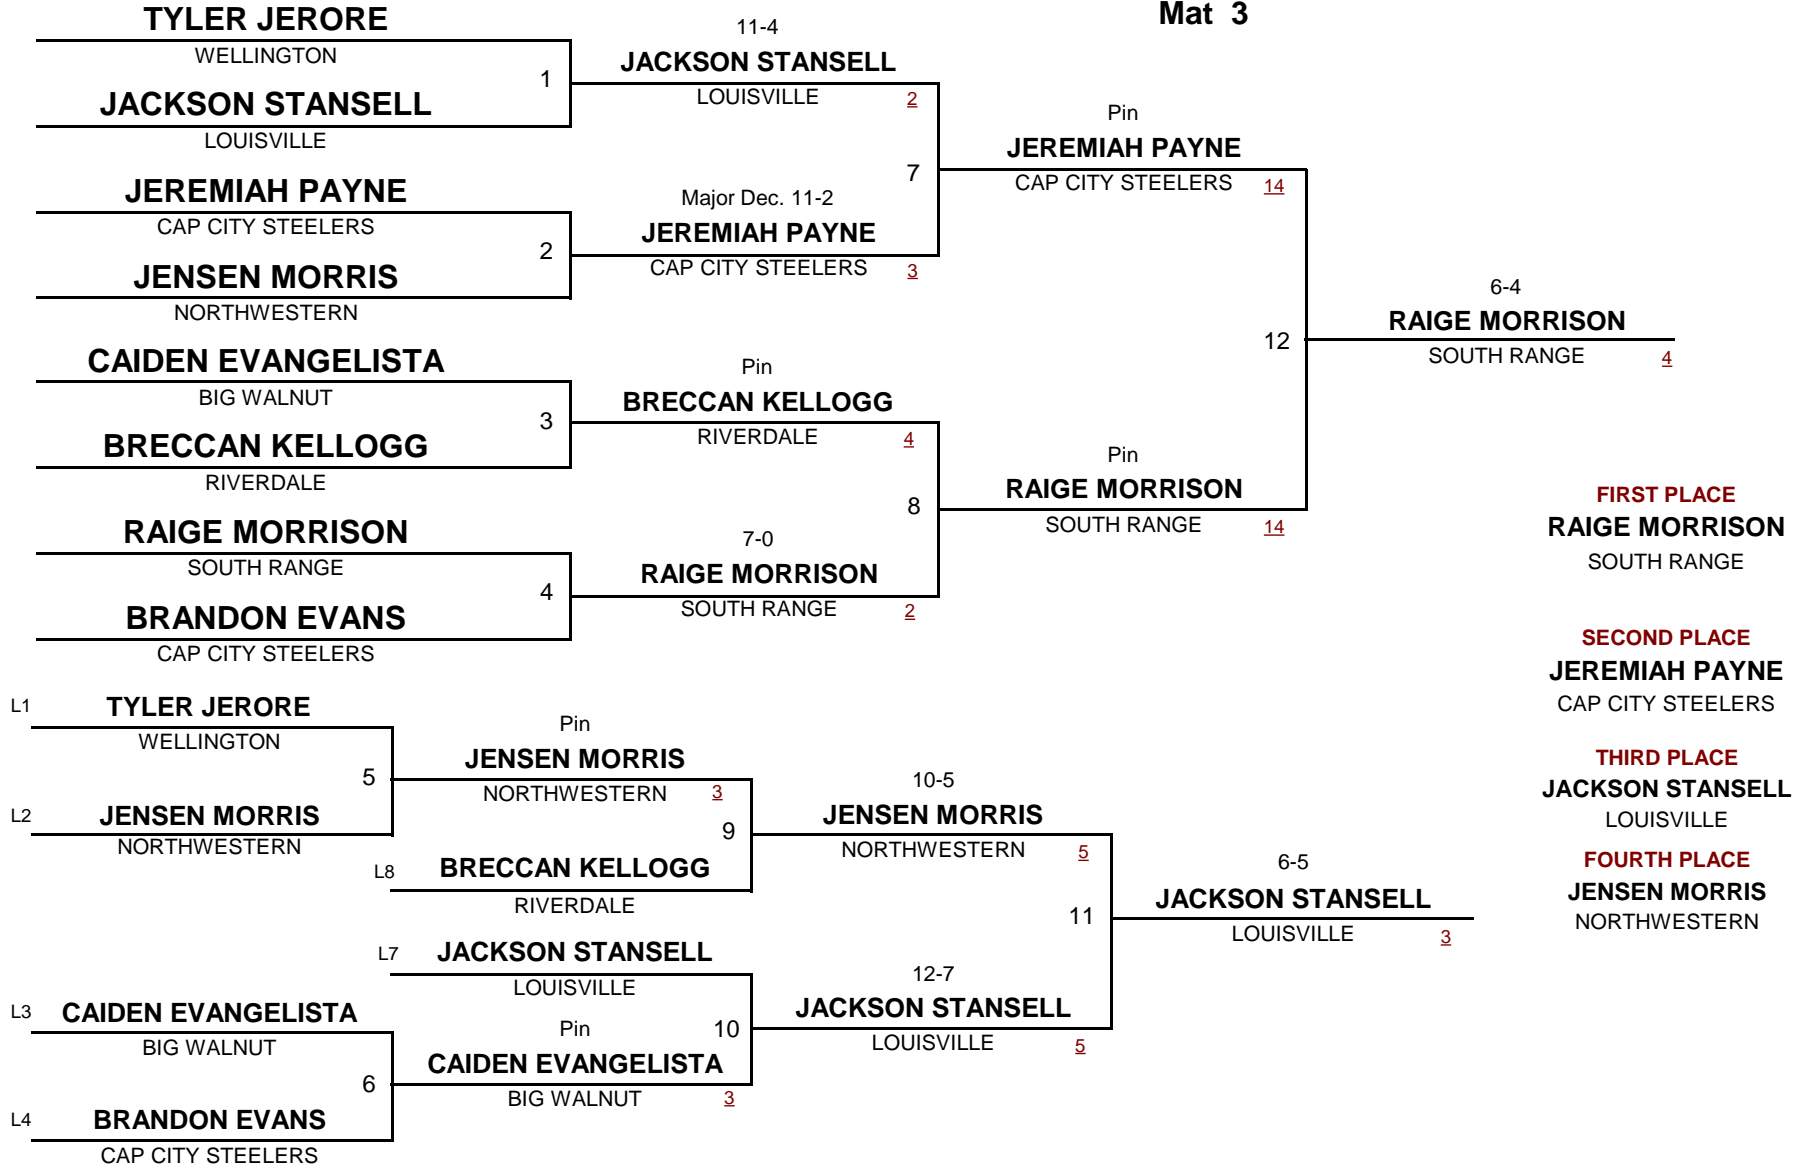 Mat 3
TYLER JERORE
WELLINGTON
1
JACKSON STANSELL
LOUISVILLE
JEREMIAH PAYNE
CAP CITY STEELERS
2
JENSEN MORRIS
NORTHWESTERN
CAIDEN EVANGELISTA
BIG WALNUT
3
BRECCAN KELLOGG
RIVERDALE
RAIGE MORRISON
SOUTH RANGE
4
BRANDON EVANS
CAP CITY STEELERS
11-4
JACKSON STANSELL
LOUISVILLE 2
7
Major Dec. 11-2
JEREMIAH PAYNE
CAP CITY STEELERS 3
Pin
BRECCAN KELLOGG
RIVERDALE 4
8
7-0
RAIGE MORRISON
SOUTH RANGE 2
Pin
JEREMIAH PAYNE
CAP CITY STEELERS 14
12
Pin
RAIGE MORRISON
SOUTH RANGE 14
6-4
RAIGE MORRISON
SOUTH RANGE 4
L1 TYLER JERORE
WELLINGTON
5
L2 JENSEN MORRIS
NORTHWESTERN
L3 CAIDEN EVANGELISTA
BIG WALNUT
6
L4 BRANDON EVANS
CAP CITY STEELERS
Pin
JENSEN MORRIS
NORTHWESTERN 3
9
L8 BRECCAN KELLOGG
RIVERDALE
L7 JACKSON STANSELL
LOUISVILLE
Pin 10
CAIDEN EVANGELISTA
BIG WALNUT 3
10-5
JENSEN MORRIS
NORTHWESTERN 5
11
12-7
JACKSON STANSELL
LOUISVILLE 5
6-5
JACKSON STANSELL
LOUISVILLE 3
FIRST PLACE
RAIGE MORRISON
SOUTH RANGE
SECOND PLACE
JEREMIAH PAYNE
CAP CITY STEELERS
THIRD PLACE
JACKSON STANSELL
LOUISVILLE
FOURTH PLACE
JENSEN MORRIS
NORTHWESTERN